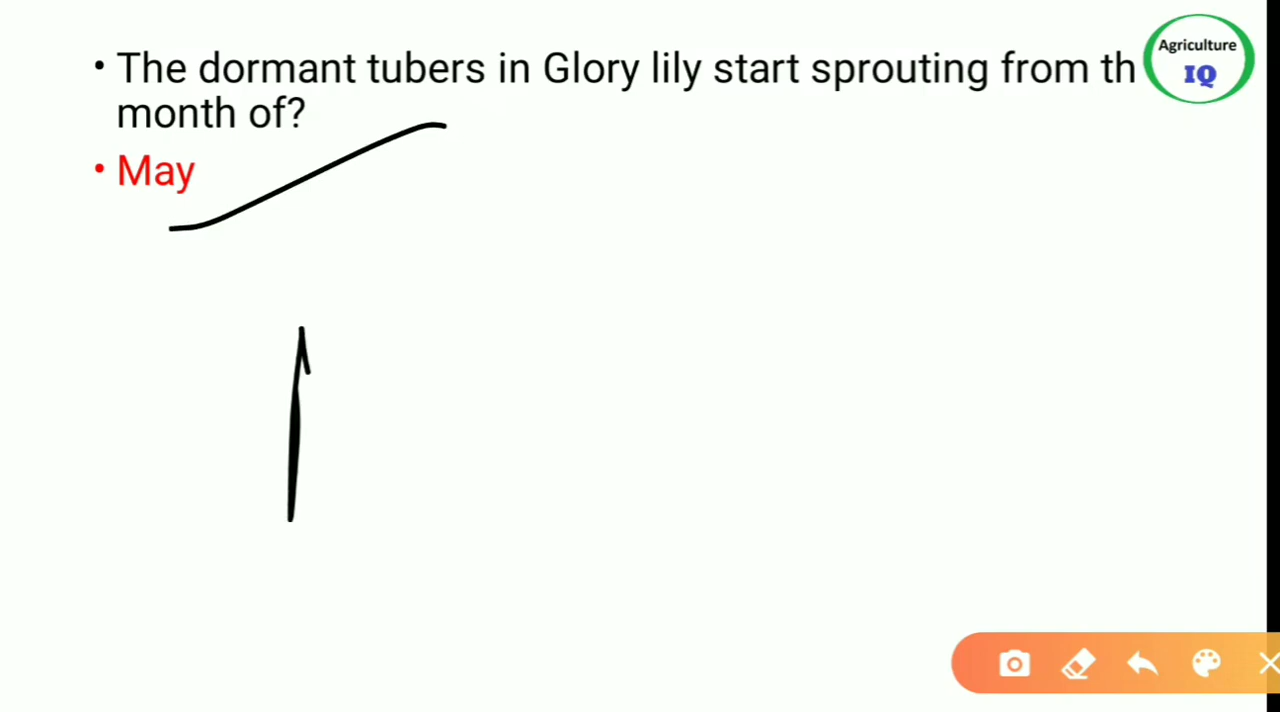 • The dormant tubers in Glory lily start sprouting from th
month of?
• May
Agriculture
IQ